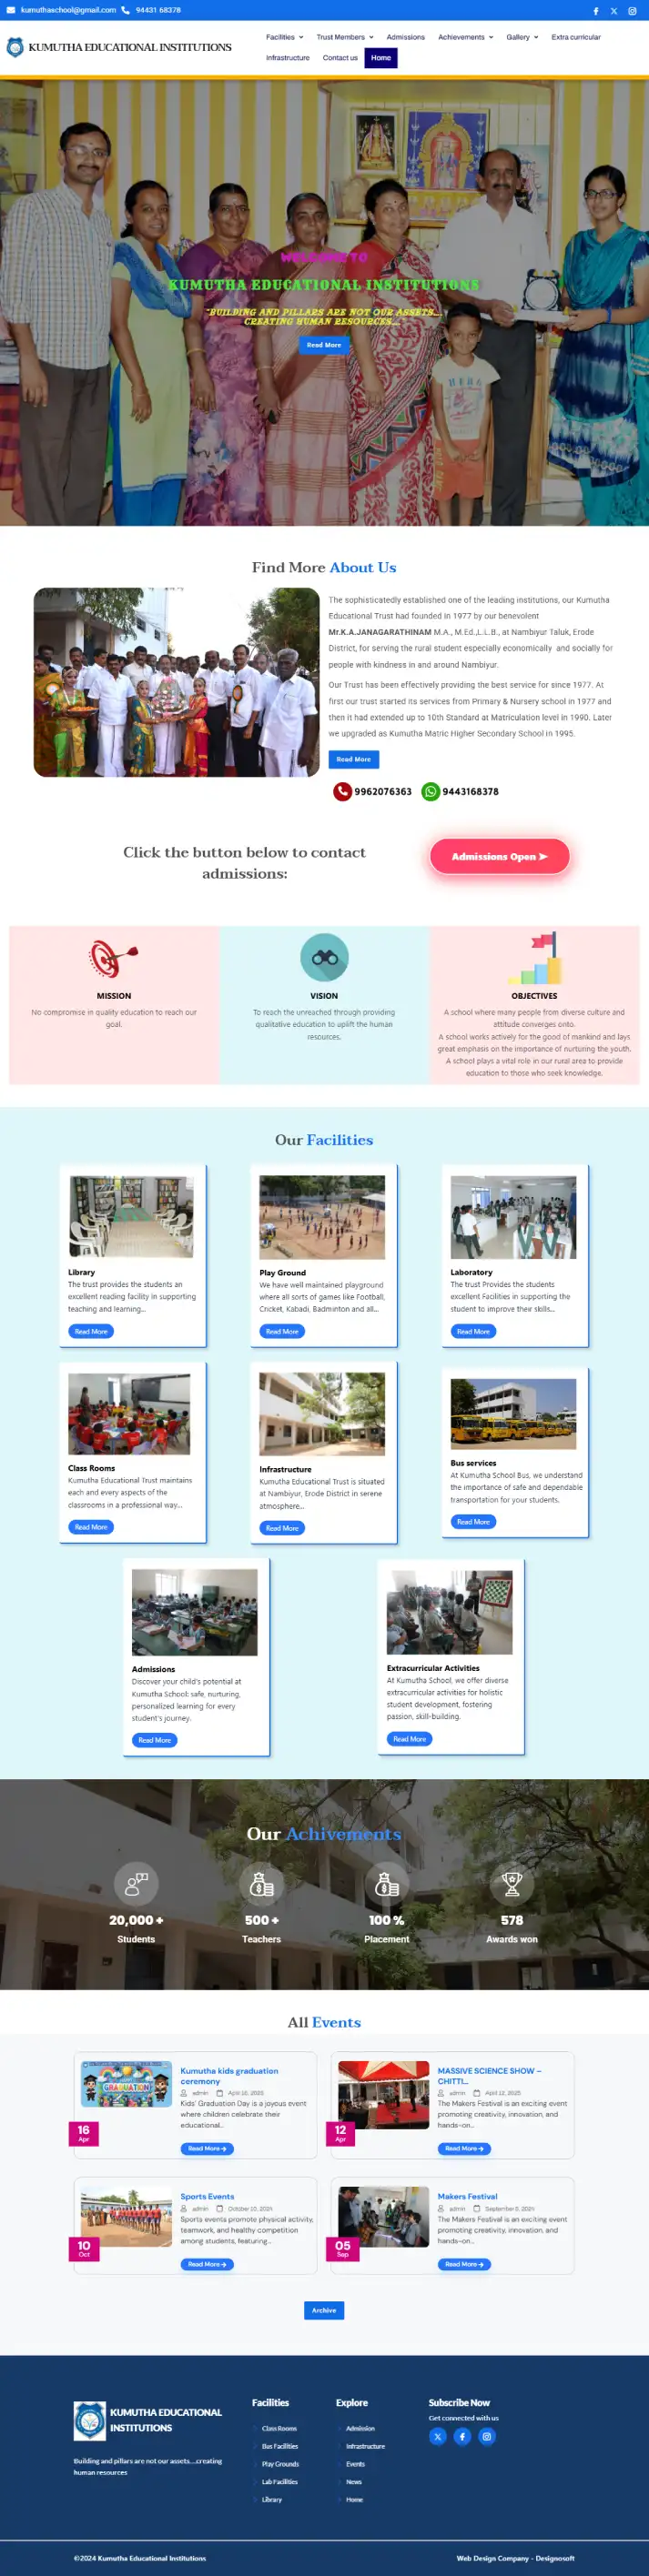 kumuthaschool@gmail.com 94431 68378
KUMUTHA EDUCATIONAL INSTITUTIONS
Facilities Trust Members Admissions Achievements Gallery Extra curricular
Infrastructure Contact us Home
WELCOME TO
KUMUTHA EDUCATIONAL INSTITUTIONS
"BUILDING AND PILLARS ARE NOT OUR ASSETS....
CREATING HUMAN RESOURCES....
Read More
Find More About Us
The sophisticatedly established one of the leading institutions, our Kumutha
Educational Trust had founded in 1977 by our benevolent
Mr.K.A.JANAGARATHINAM M.A., M.Ed.,L.L.B., at Nambiyur Taluk, Erode
District, for serving the rural student especially economically and socially for
people with kindness in and around Nambiyur.
Our Trust has been effectively providing the best service for since 1977. At
first our trust started its services from Primary & Nursery school in 1977 and
then it had extended up to 10th Standard at Matriculation level in 1990. Later
we upgraded as Kumutha Matric Higher Secondary School in 1995.
Read More
9962076363 9443168378
Click the button below to contact
admissions:
Admissions Open ➤
MISSION
No compromise in quality education to reach our
goal.
VISION
To reach the unreached through providing
qualitative education to uplift the human
resources.
OBJECTIVES
A school where many people from diverse culture and
attitude converges onto.
A school works actively for the good of mankind and lays
great emphasis on the importance of nurturing the youth.
A school plays a vital role in our rural area to provide
education to those who seek knowledge.
Our Facilities
Library
The trust provides the students an
excellent reading facility in supporting
teaching and learning...
Read More
Play Ground
We have well maintained playground
where all sorts of games like Football,
Cricket, Kabadi, Badminton and all...
Read More
Laboratory
The trust Provides the students
excellent Facilities in supporting the
student to improve their skills...
Read More
Class Rooms
Kumutha Educational Trust maintains
each and every aspects of the
classrooms in a professional way...
Read More
Infrastructure
Kumutha Educational Trust is situated
at Nambiyur, Erode District in serene
atmosphere...
Read More
Bus services
At Kumutha School Bus, we understand
the importance of safe and dependable
transportation for your students.
Read More
Admissions
Discover your child's potential at
Kumutha School: safe, nurturing,
personalized learning for every
student's journey.
Read More
Extracurricular Activities
At Kumutha School, we offer diverse
extracurricular activities for holistic
student development, fostering
passion, skill-building.
Read More
Our Achivements
20,000 +
Students
500 +
Teachers
100 %
Placement
578
Awards won
All Events
GRADUATION
16
Apr
Kumutha kids graduation
ceremony
admin April 16, 2025
Kids' Graduation Day is a joyous event
where children celebrate their
educational...
Read More
12
Apr
MASSIVE SCIENCE SHOW –
CHITTI...
admin April 12, 2025
The Makers Festival is an exciting event
promoting creativity, innovation, and
hands-on...
Read More
10
Oct
Sports Events
admin October 10, 2024
Sports events promote physical activity,
teamwork, and healthy competition
among students, featuring...
Read More
05
Sep
Makers Festival
admin September 5, 2024
The Makers Festival is an exciting event
promoting creativity, innovation, and
hands-on...
Read More
Archive
KUMUTHA EDUCATIONAL
INSTITUTIONS
Building and pillars are not our assets....creating
human resources
Facilities
Class Rooms
Bus Facilities
Play Grounds
Lab Facilities
Library
Explore
Admission
Infrastructure
Events
News
Home
Subscribe Now
Get connected with us
©2024 Kumutha Educational Institutions
Web Design Company - Designosoft